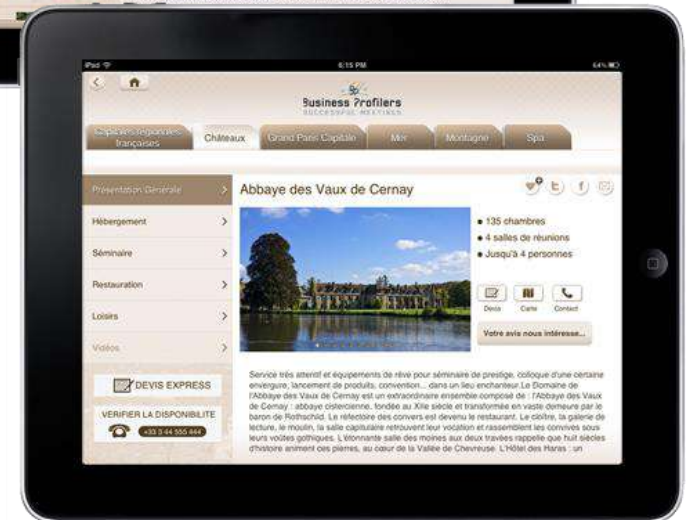 iPad
6:15 PM
64%
Business Profilers
SUCCESSFUL MEETINGS
Capitales régionales
françaises
Châteaux
Grand Paris Capitale
Mer
Montagne
Spa
Présentation Générale
Hébergement
Séminaire
Restauration
Loisirs
Vidéos
DEVIS EXPRESS
VERIFIER LA DISPONIBILITE
+33 3 44 555 444
Abbaye des Vaux de Cernay
• 135 chambres
• 4 salles de réunions
• Jusqu'à 4 personnes
Devis
Carte
Contact
Votre avis nous intéresse...
Service très attentif et équipements de rêve pour séminaire de prestige, colloque d'une certaine
envergure, lancement de produits, convention... dans un lieu enchanteur.Le Domaine de
l'Abbaye des Vaux de Cernay est un extraordinaire ensemble composé de : l'Abbaye des Vaux
de Cernay : abbaye cistercienne, fondée au XIIe siècle et transformée en vaste demeure par le
baron de Rothschild. Le réfectoire des convers est devenu le restaurant. Le cloître, la galerie de
lecture, le moulin, la salle capitulaire retrouvent leur vocation et rassemblent les convives sous
leurs voûtes gothiques. L'étonnante salle des moines aux deux travées rappelle que huit siècles
d'histoire animent ces pierres, au cœur de la Vallée de Chevreuse. L'Hôtel des Haras : un